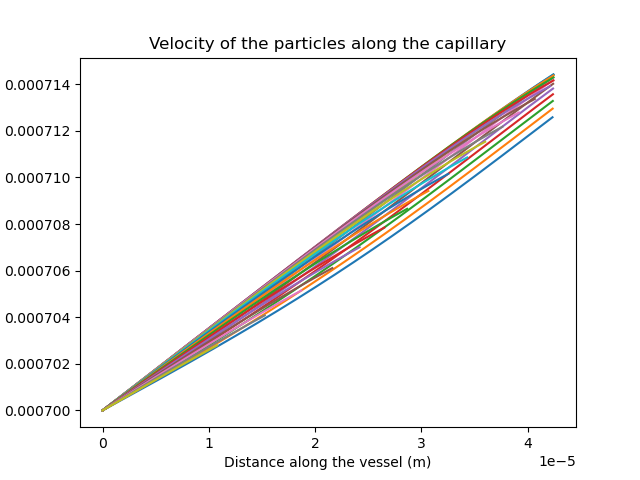 Velocity of the particles along the capillary
0.000714
0.000712
0.000710
0.000708
0.000706
0.000704
0.000702
0.000700
0 1 2 3 4
1e−5
Distance along the vessel (m)